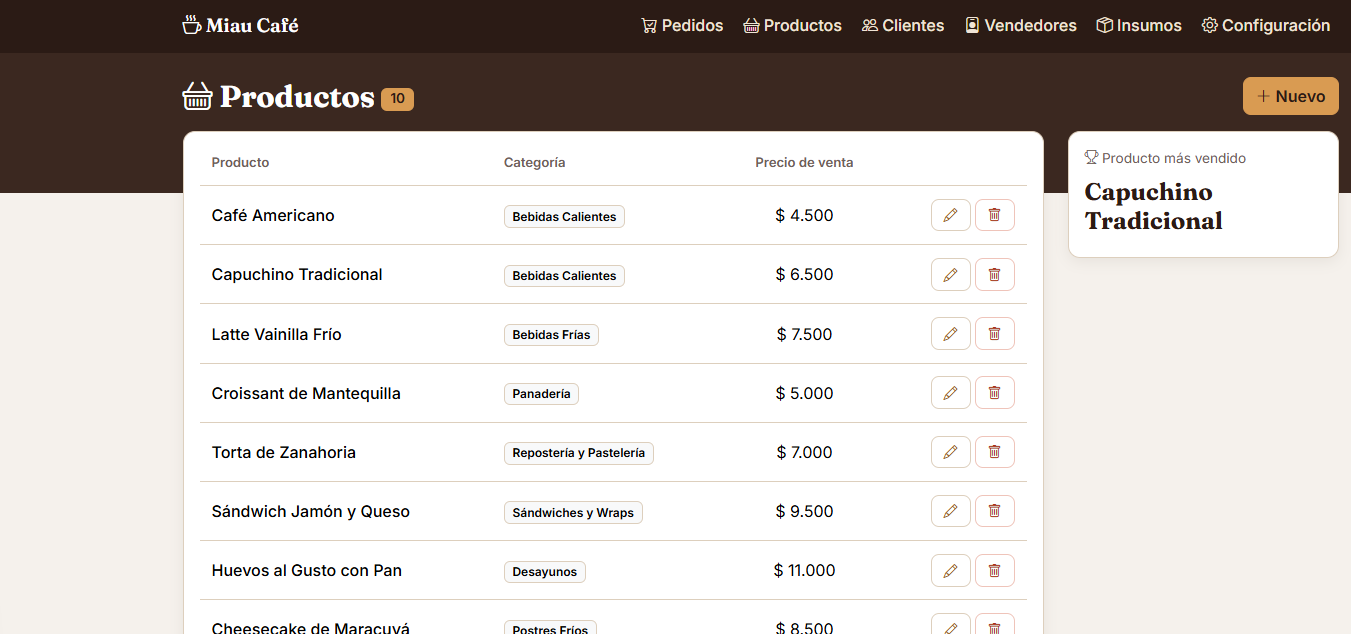 Miau Café
Pedidos Productos Clientes Vendedores Insumos Configuración
Productos 10
+ Nuevo
Producto Categoría Precio de venta
Café Americano Bebidas Calientes $ 4.500
Capuchino Tradicional Bebidas Calientes $ 6.500
Latte Vainilla Frío Bebidas Frías $ 7.500
Croissant de Mantequilla Panadería $ 5.000
Torta de Zanahoria Repostería y Pastelería $ 7.000
Sándwich Jamón y Queso Sándwiches y Wraps $ 9.500
Huevos al Gusto con Pan Desayunos $ 11.000
Cheesecake de Maracuyá Postres Fríos $ 8.500
Producto más vendido
Capuchino
Tradicional